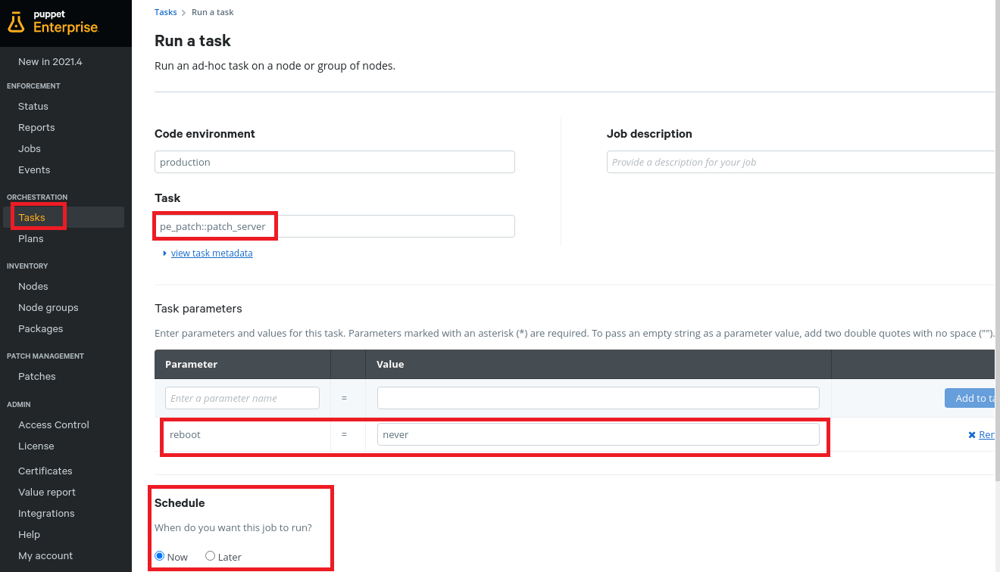 puppet
Enterprise
New in 2021.4
ENFORCEMENT
Status
Reports
Jobs
Events
ORCHESTRATION
Tasks
Plans
INVENTORY
Nodes
Node groups
Packages
PATCH MANAGEMENT
Patches
ADMIN
Access Control
License
Certificates
Value report
Integrations
Help
My account
Tasks > Run a task
Run a task
Run an ad-hoc task on a node or group of nodes.
Code environment
production
Job description
Provide a description for your job
Task
pe_patch::patch_server
view task metadata
Task parameters
Enter parameters and values for this task. Parameters marked with an asterisk (*) are required. To pass an empty string as a parameter value, add two double quotes with no space ("").
Parameter Value
Enter a parameter name = Add to ta
reboot = never ✖ Rem
Schedule
When do you want this job to run?
Now Later